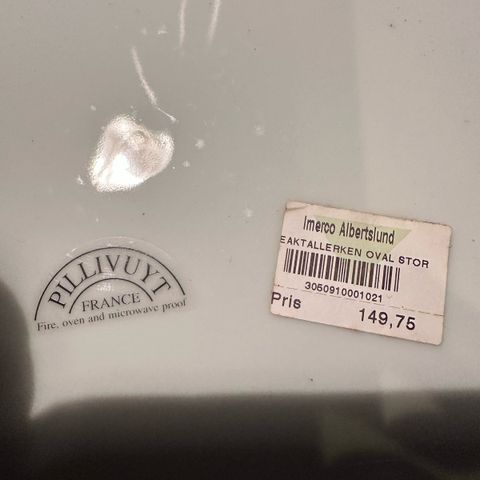 PILLIVUYT
FRANCE
Fire, oven and microwave proof
Imerco Albertslund
EAKTALLERKEN OVAL STOR
3050910001021
Pris 149,75